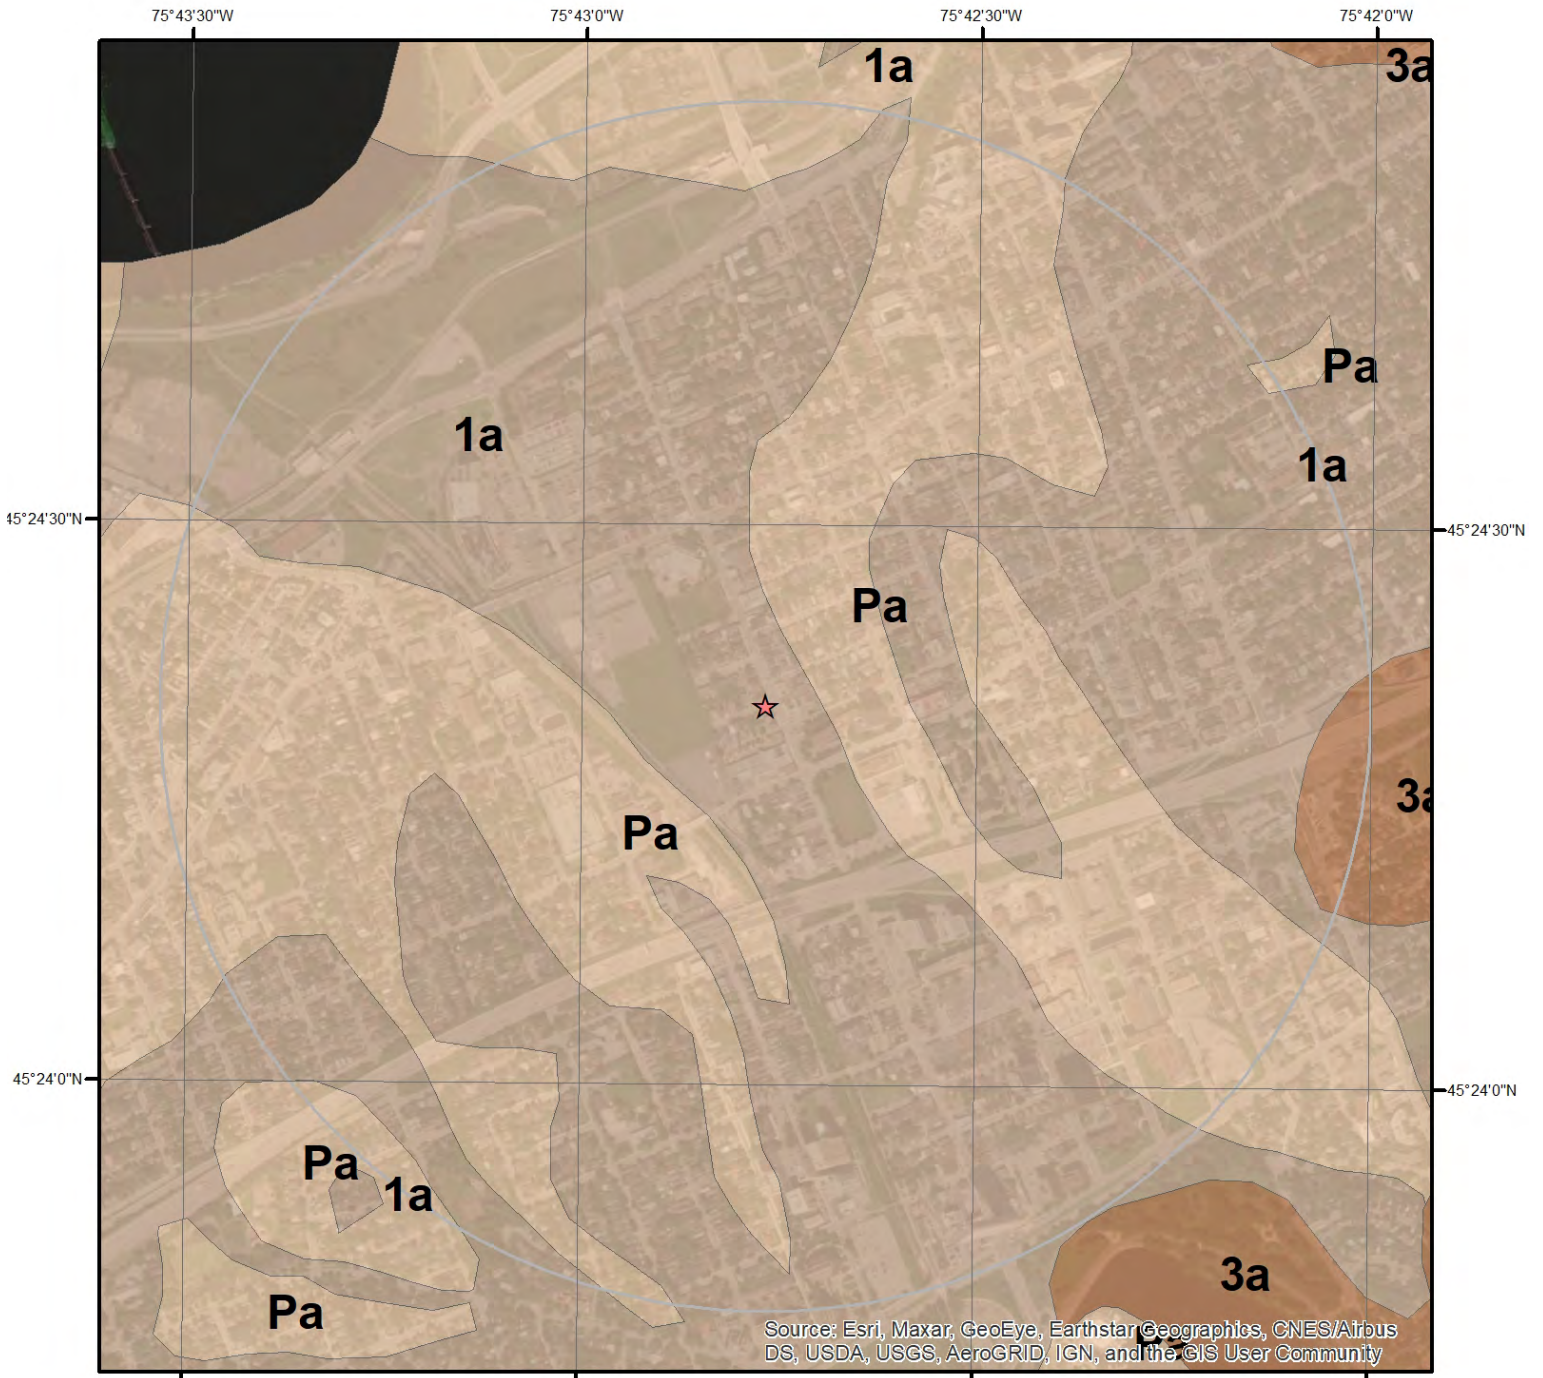 75°43'30"W 75°43'0"W 75°42'30"W 75°42'0"W
1a 3a
Pa
1a
1a
45°24'30"N 45°24'30"N
Pa
3a
Pa
45°24'0"N 45°24'0"N
Pa
1a
3a
Pa
Source: Esri, Maxar, GeoEye, Earthstar Geographics, CNES/Airbus
DS, USDA, USGS, AeroGRID, IGN, and the GIS User Community